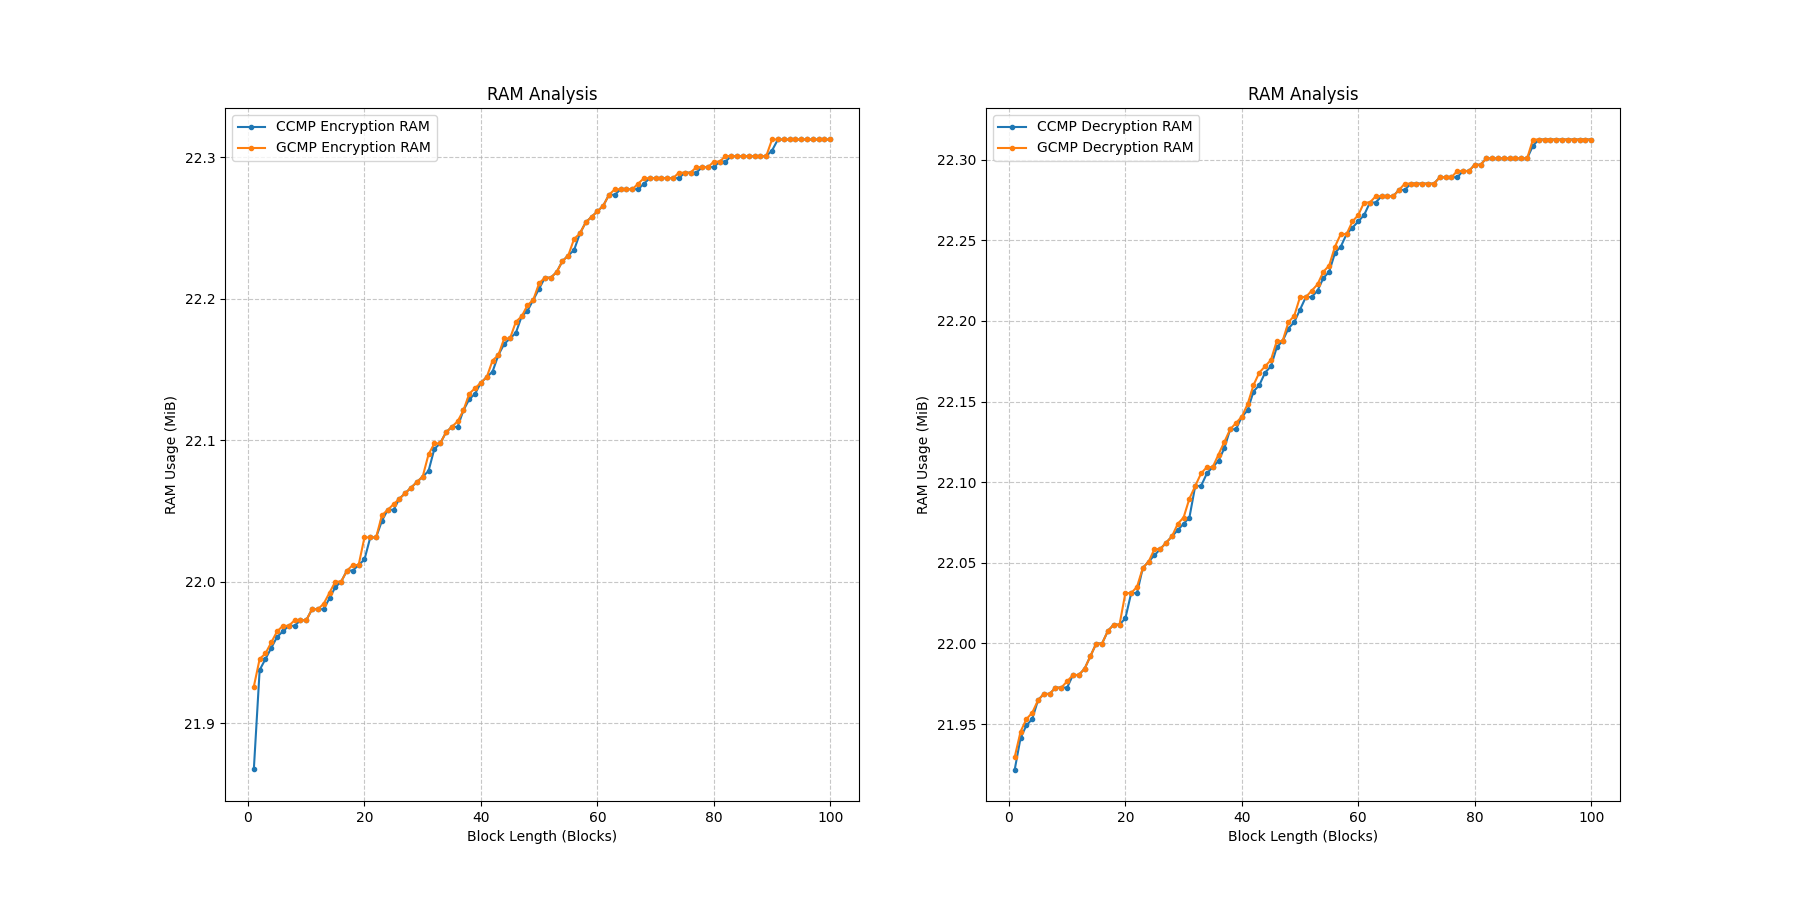 RAM Analysis
CCMP Encryption RAM
GCMP Encryption RAM
22.3
22.2
22.1
22.0
21.9
RAM Usage (MiB)
0 20 40 60 80 100
Block Length (Blocks)
RAM Analysis
CCMP Decryption RAM
GCMP Decryption RAM
22.30
22.25
22.20
22.15
22.10
22.05
22.00
21.95
RAM Usage (MiB)
0 20 40 60 80 100
Block Length (Blocks)